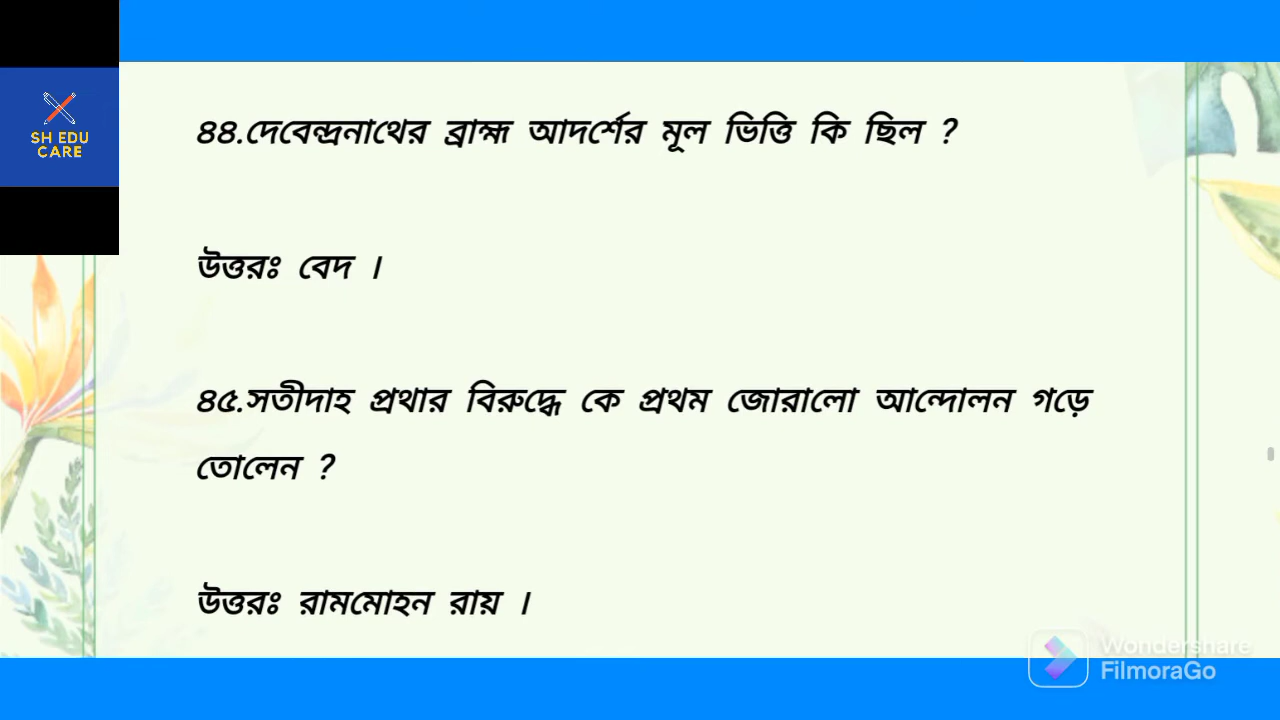 SH EDU
CARE
৪৪.দেবেন্দ্রনাথের ব্রাহ্ম আদর্শের মূল ভিত্তি কি ছিল ?
উত্তরঃ বেদ ।
৪৫.সতীদাহ প্রথার বিরুদ্ধে কে প্রথম জোরালো আন্দোলন গড়ে
তোলেন ?
উত্তরঃ রামমোহন রায় ।
Wondershare
FilmoraGo